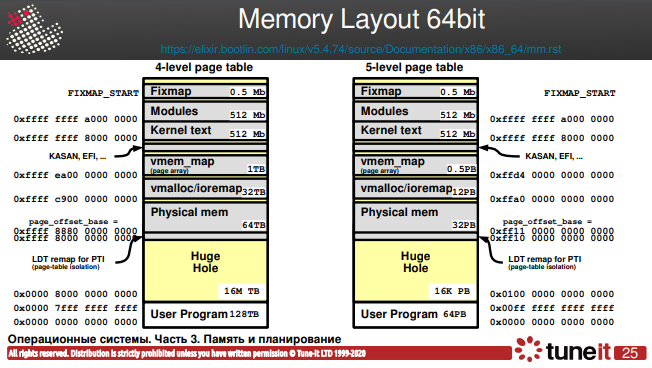 Memory Layout 64bit
https://elixir.bootlin.com/linux/v5.4.74/source/Documentation/x86/x86_64/mm.rst
4-level page table
FIXMAP_START
0xffff ffff a000 0000
0xffff ffff 8000 0000
KASAN, EFI, ...
0xffff ea00 0000 0000
0xffff c900 0000 0000
page_offset_base =
0xffff 8880 0000 0000
0xffff 8000 0000 0000
LDT remap for PTI
(page-table isolation)
0x0000 8000 0000 0000
0x0000 7fff ffff ffff
0x0000 0000 0000 0000
Fixmap 0.5 Mb
Modules 512 Mb
Kernel text 512 Mb
vmem_map
(page array) 1TB
vmalloc/ioremap 32TB
Physical mem
64TB
Huge
Hole
16M TB
User Program 128TB
5-level page table
Fixmap 0.5 Mb
Modules 512 Mb
Kernel text 512 Mb
vmem_map
(page array) 0.5PB
vmalloc/ioremap 12PB
Physical mem
32PB
Huge
Hole
16K PB
User Program 64PB
FIXMAP_START
0xffff ffff a000 0000
0xffff ffff 8000 0000
KASAN, EFI, ...
0xffd4 0000 0000 0000
0xffa0 0000 0000 0000
page_offset_base =
0xff11 0000 0000 0000
0xff10 0000 0000 0000
LDT remap for PTI
(page-table isolation)
0x0100 0000 0000 0000
0x00ff ffff ffff ffff
0x0000 0000 0000 0000
Операционные системы. Часть 3. Память и планирование
All rights reserved. Distribution is strictly prohibited unless you have written permission © Tune-it LTD 1999-2020
tuneit 25